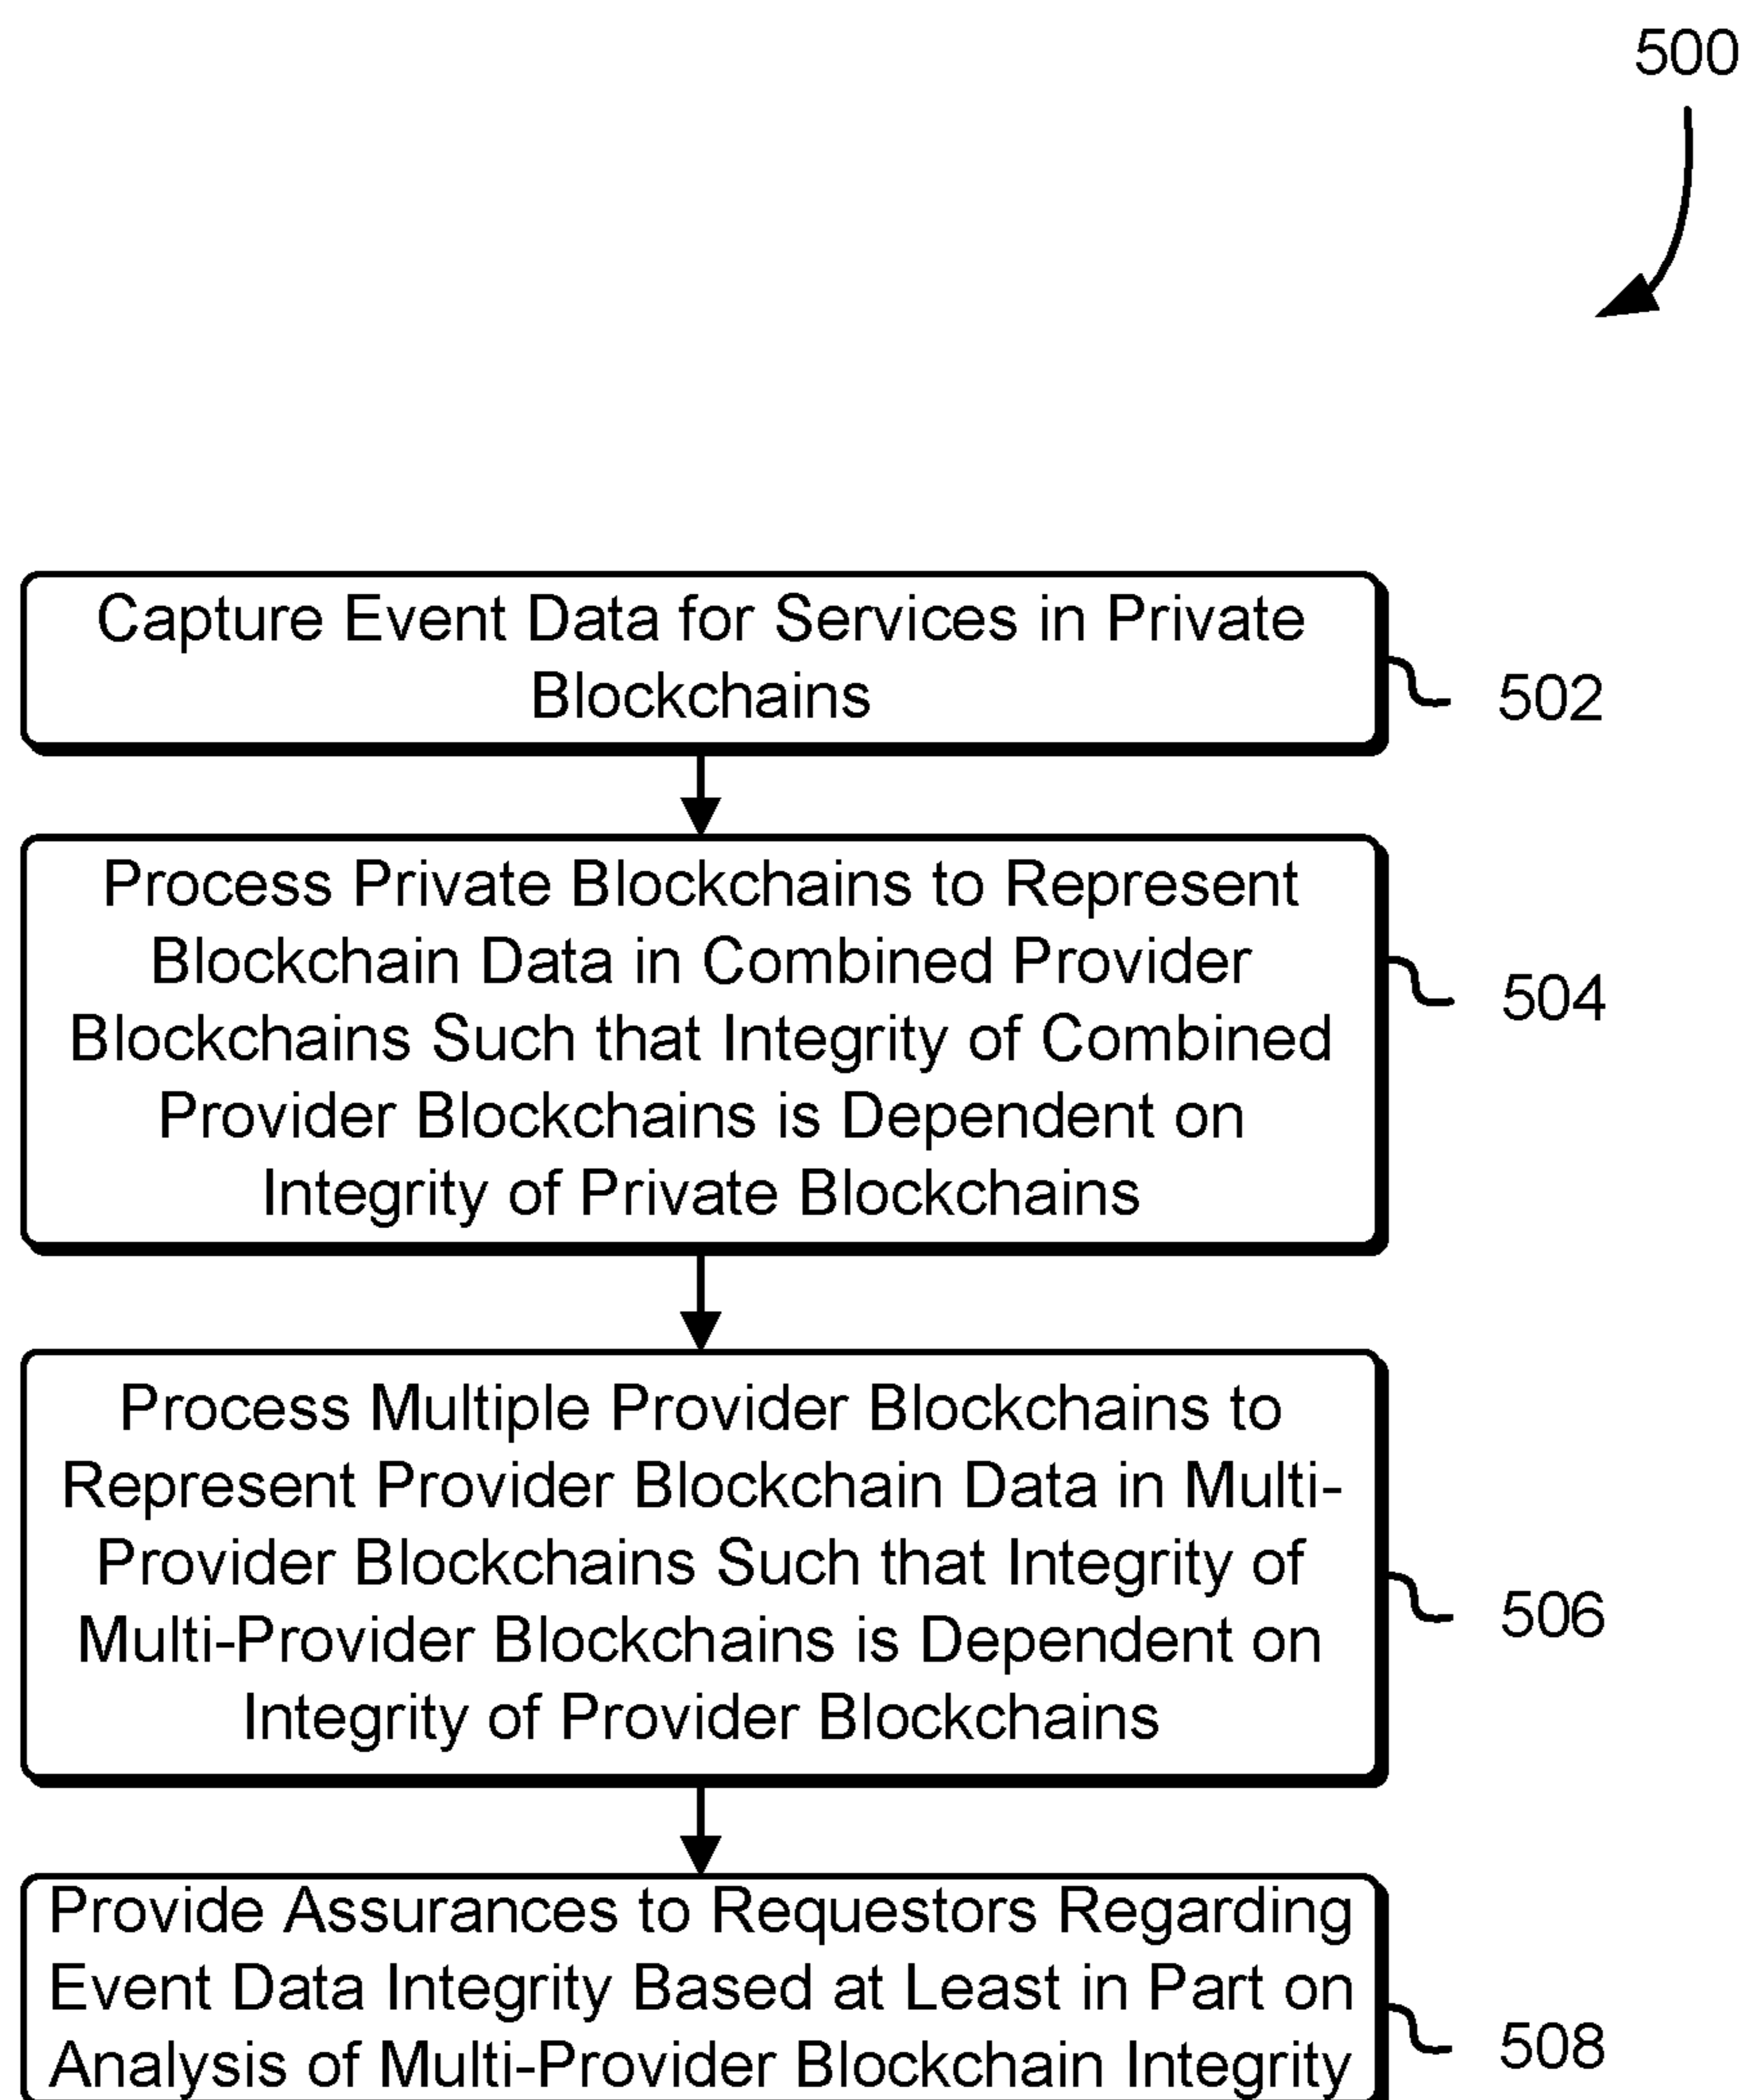 500
Capture Event Data for Services in Private
Blockchains
502
Process Private Blockchains to Represent
Blockchain Data in Combined Provider
Blockchains Such that Integrity of Combined
Provider Blockchains is Dependent on
Integrity of Private Blockchains
504
Process Multiple Provider Blockchains to
Represent Provider Blockchain Data in Multi-
Provider Blockchains Such that Integrity of
Multi-Provider Blockchains is Dependent on
Integrity of Provider Blockchains
506
Provide Assurances to Requestors Regarding
Event Data Integrity Based at Least in Part on
Analysis of Multi-Provider Blockchain Integrity
508